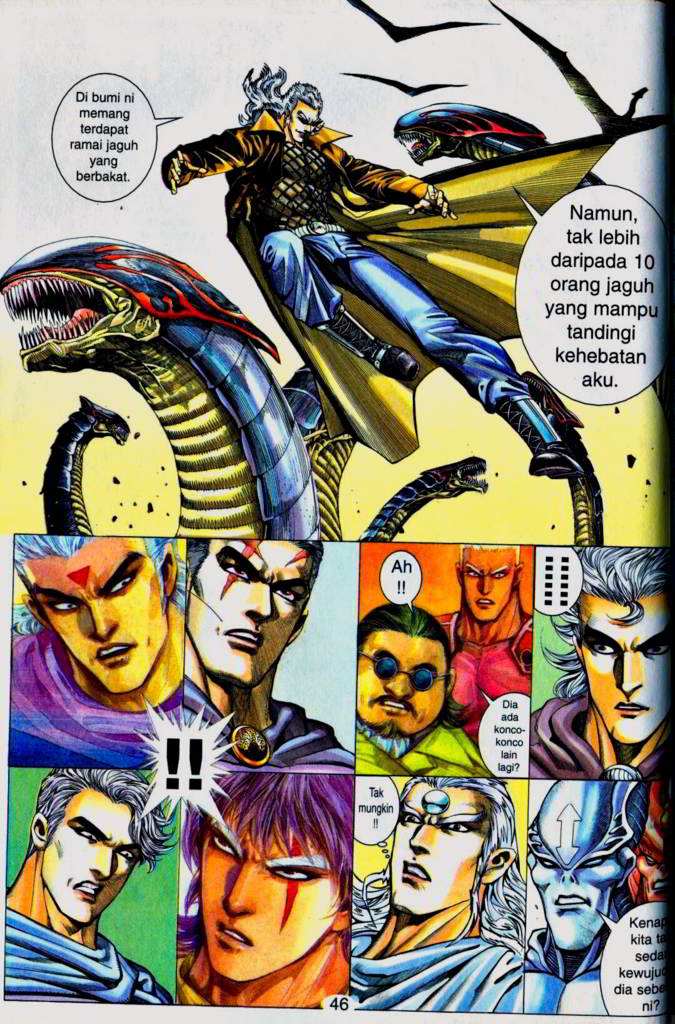 Di bumi ni
memang
terdapat
ramai jaguh
yang
berbakat.
Namun,
tak lebih
daripada 10
orang jaguh
yang mampu
tandingi
kehebatan
aku.
Ah
!!
Dia
ada
konco-
konco
lain
lagi?
!!
Tak
mungkin
!!
kita
kewujud
ni?
46